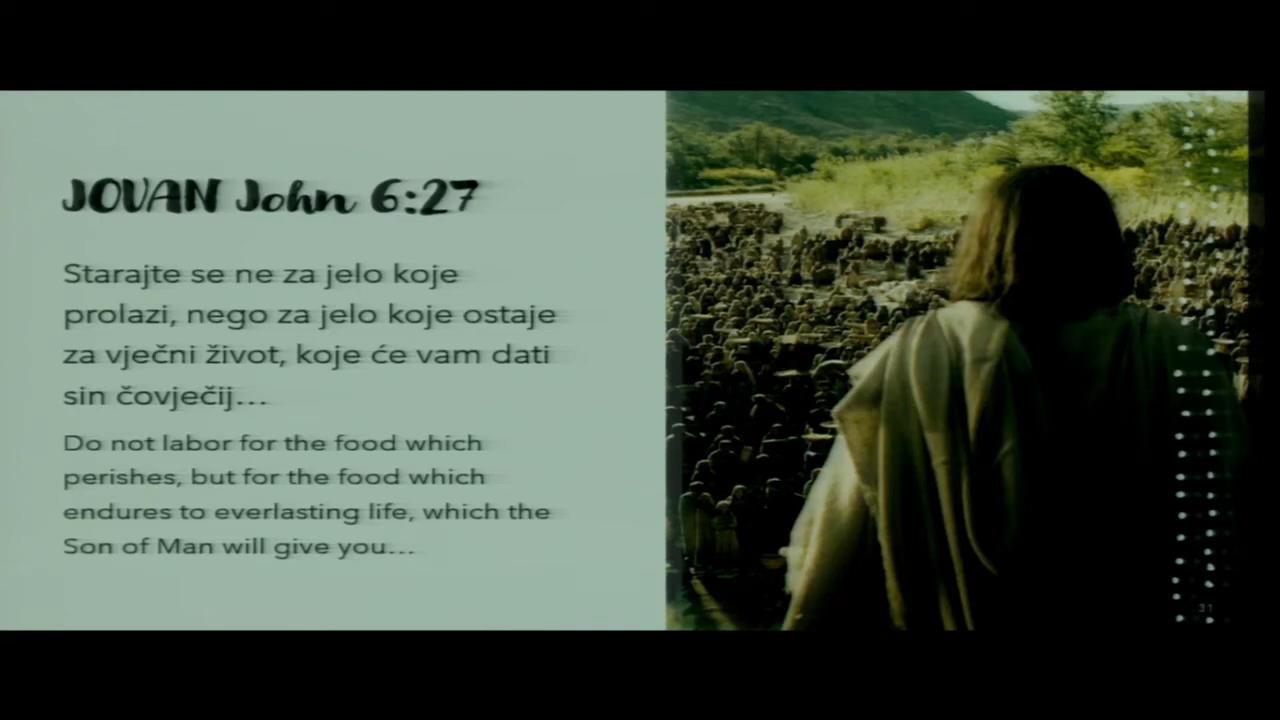 JOVAN John 6:27
Starajte se ne za jelo koje
prolazi, nego za jelo koje ostaje
za vječni život, koje će vam dati
sin čovječij...
Do not labor for the food which
perishes, but for the food which
endures to everlasting life, which the
Son of Man will give you...
31